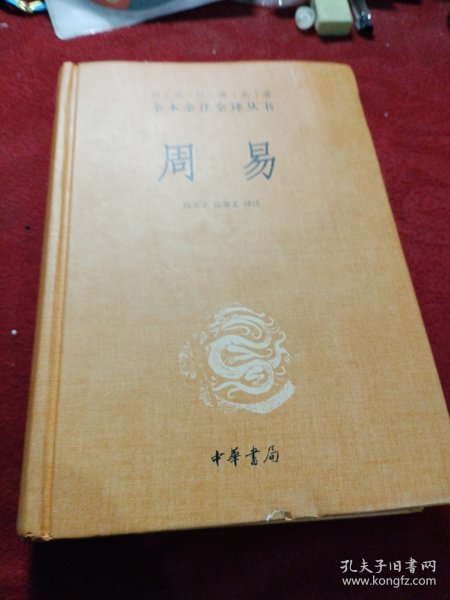 中华经典名著
全本全注全译丛书
周易
杨天才 张善文 译注
中華書局
孔夫子旧书网
www.kongfz.com